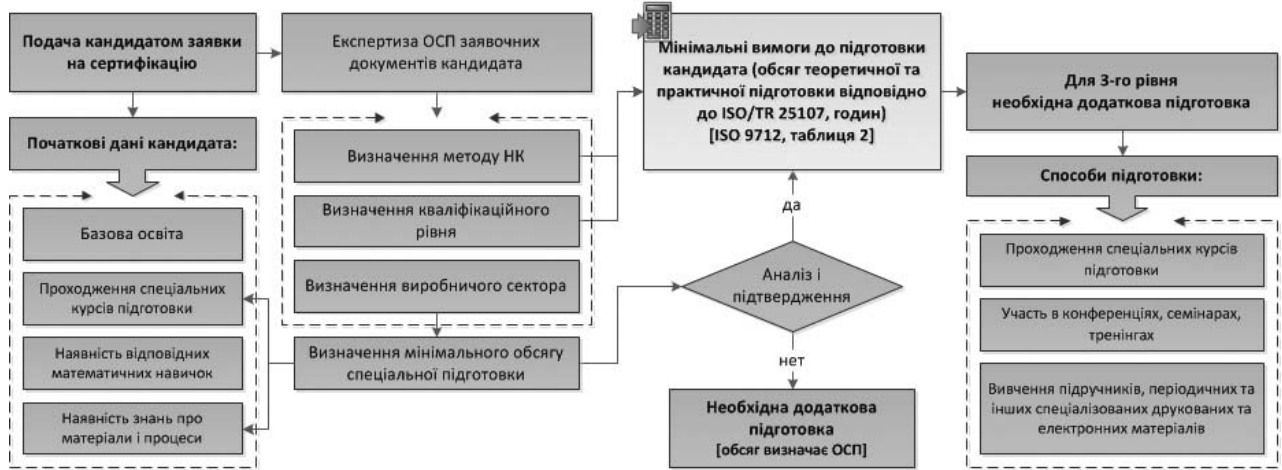 Подача кандидатом заявки
на сертифікацію
Початкові дані кандидата:
Базова освіта
Проходження спеціальних
курсів підготовки
Наявність відповідних
математичних навичок
Наявність знань про
матеріали і процеси
Експертиза ОСП заявочних
документів кандидата
Визначення методу НК
Визначення кваліфікаційного
рівня
Визначення виробничого сектора
Визначення мінімального обсягу
спеціальної підготовки
Мінімальні вимоги до підготовки
кандидата (обсяг теоретичної та
практичної підготовки відповідно
до ISO/TR 25107, годин)
[ISO 9712, таблиця 2]
да
Аналіз і
підтвердження
нет
Необхідна додаткова
підготовка
[обсяг визначає ОСП]
Для 3-го рівня
необхідна додаткова підготовка
Способи підготовки:
Проходження спеціальних курсів
підготовки
Участь в конференціях, семінарах,
тренінгах
Вивчення підручників, періодичних та
інших спеціалізованих друкованих та
електронних матеріалів